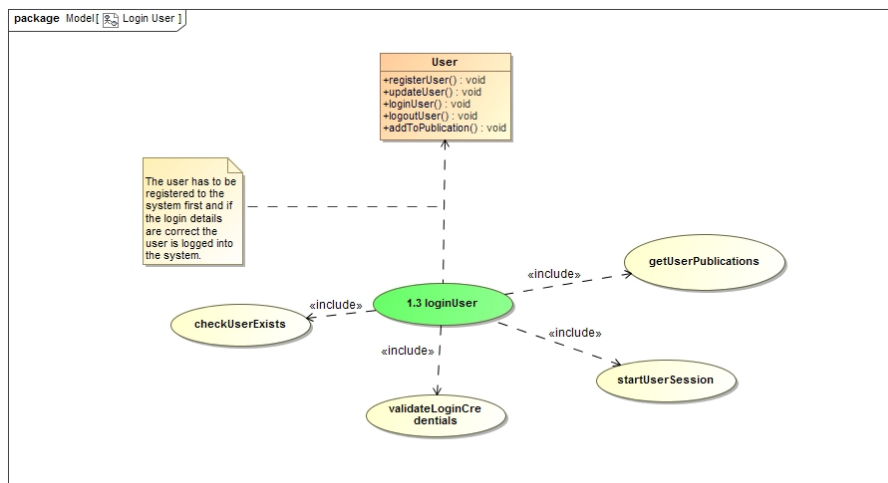 package Model[ Login User ]
User
+registerUser() : void
+updateUser() : void
+loginUser() : void
+logoutUser() : void
+addToPublication() : void
The user has to be
registered to the
system first and if
the login details
are correct the
user is logged into
the system.
«include»
getUserPublications
«include»
1.3 loginUser
checkUserExists
«include»
«include»
startUserSession
validateLoginCre
dentials